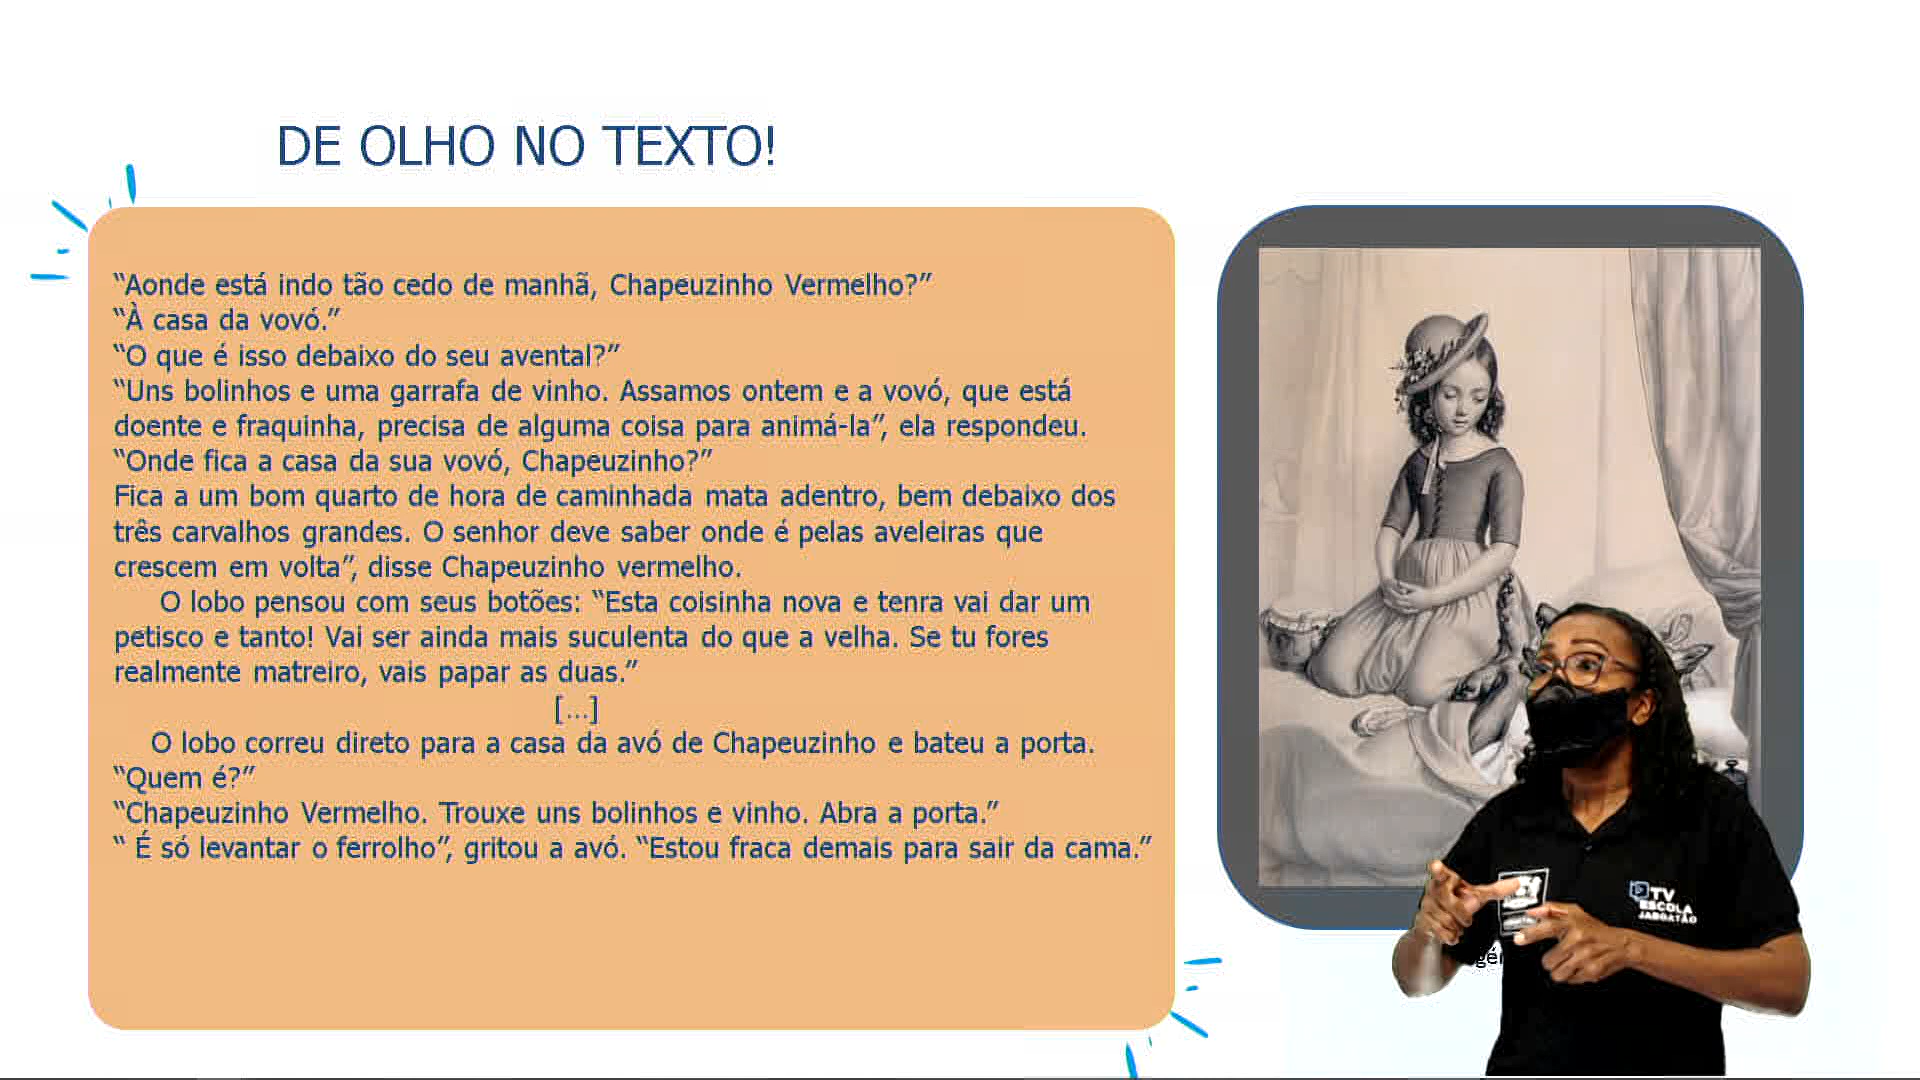 DE OLHO NO TEXTO!
“Aonde está indo tão cedo de manhã, Chapeuzinho Vermelho?”
“À casa da vovó.”
“O que é isso debaixo do seu avental?”
“Uns bolinhos e uma garrafa de vinho. Assamos ontem e a vovó, que está
doente e fraquinha, precisa de alguma coisa para animá-la”, ela respondeu.
“Onde fica a casa da sua vovó, Chapeuzinho?”
Fica a um bom quarto de hora de caminhada mata adentro, bem debaixo dos
três carvalhos grandes. O senhor deve saber onde é pelas aveleiras que
crescem em volta”, disse Chapeuzinho vermelho.
O lobo pensou com seus botões: “Esta coisinha nova e tenra vai dar um
petisco e tanto! Vai ser ainda mais suculenta do que a velha. Se tu fores
realmente matreiro, vais papar as duas.”
[...]
O lobo correu direto para a casa da avó de Chapeuzinho e bateu a porta.
“Quem é?”
“Chapeuzinho Vermelho. Trouxe uns bolinhos e vinho. Abra a porta.”
“ É só levantar o ferrolho”, gritou a avó. “Estou fraca demais para sair da cama.”
TV
ESCOLA
JABOATÃO